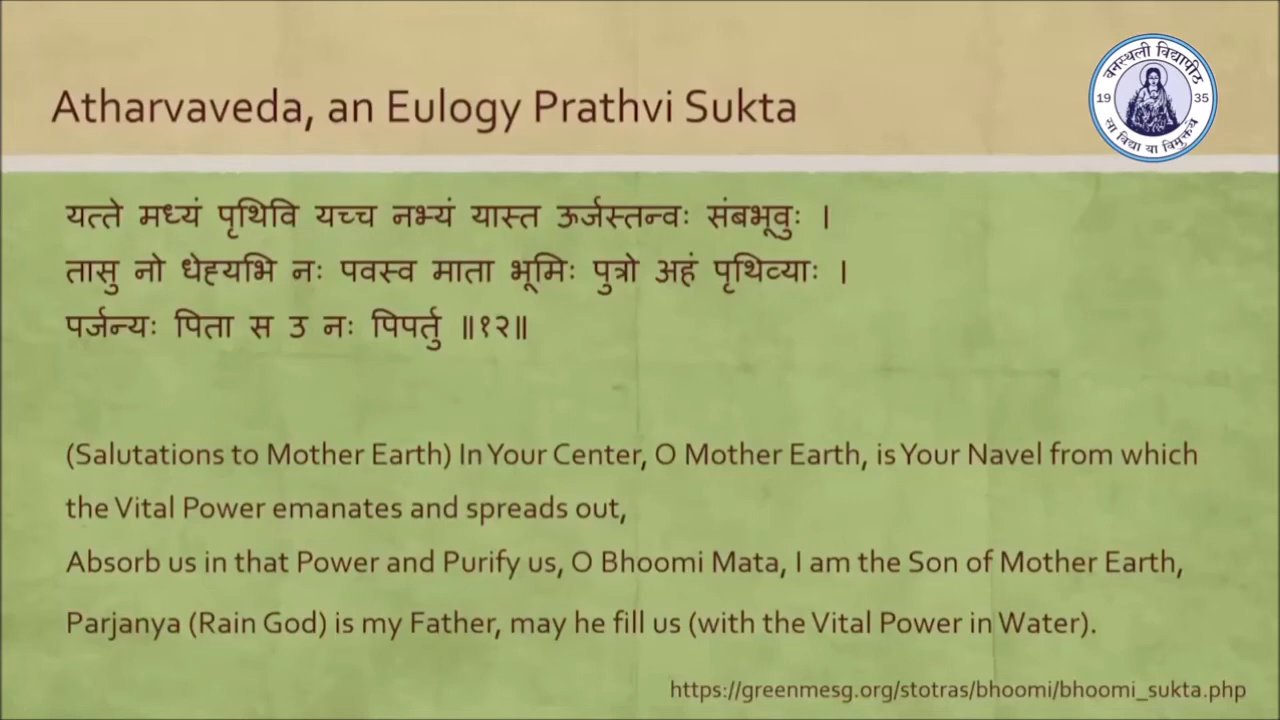 Atharvaveda, an Eulogy Prathvi Sukta
वनस्थली विद्यापीठ
19 35
सा विद्या या विमुक्तये
यत्ते मध्यं पृथिवि यच्च नभ्यं यास्त ऊर्जस्तन्वः संबभूवुः ।
तासु नो धेह्यभि नः पवस्व माता भूमिः पुत्रो अहं पृथिव्याः ।
पर्जन्यः पिता स उ नः पिपर्तु ॥१२॥
(Salutations to Mother Earth) In Your Center, O Mother Earth, is Your Navel from which
the Vital Power emanates and spreads out,
Absorb us in that Power and Purify us, O Bhoomi Mata, I am the Son of Mother Earth,
Parjanya (Rain God) is my Father, may he fill us (with the Vital Power in Water).
https://greenmesg.org/stotras/bhoomi/bhoomi_sukta.php